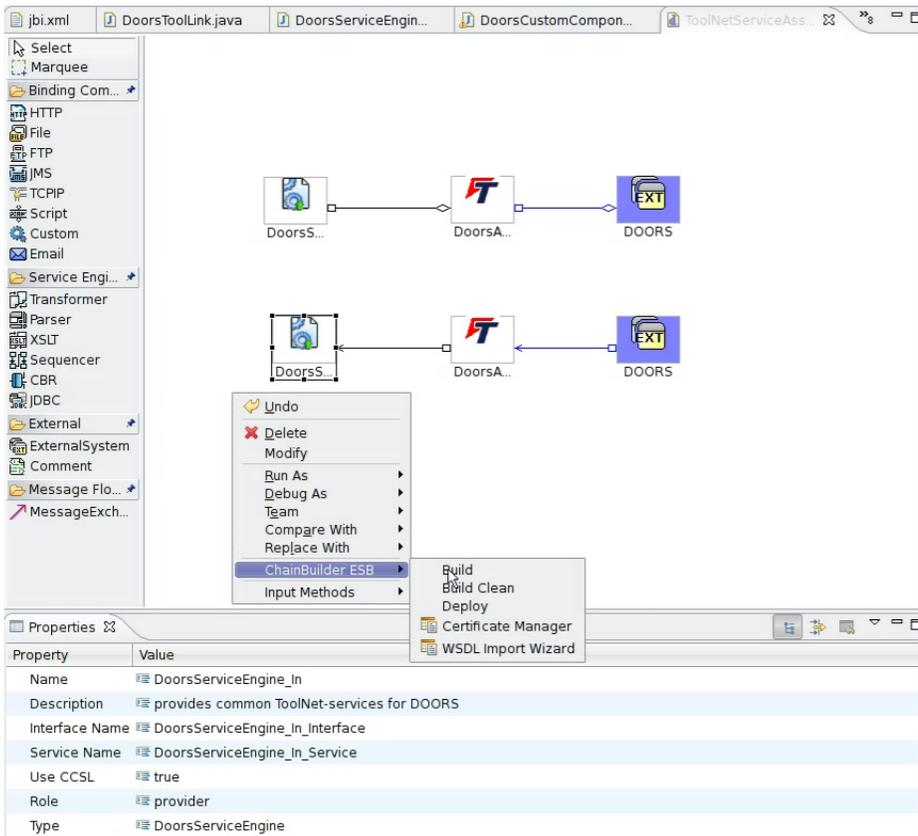 jbi.xml
DoorsToolLink.java
DoorsServiceEngin...
DoorsCustomCompon...
ToolNetServiceAss...
8
Select
Marquee
Binding Com...
HTTP
File
FTP
JMS
TCPIP
Script
Custom
Email
Service Engi...
Transformer
Parser
XSLT
Sequencer
CBR
JDBC
External
ExternalSystem
Comment
Message Flo...
MessageExch...
EXT
DoorsS...
DoorsA...
DOORS
EXT
DoorsS...
DoorsA...
DOORS
Undo
Delete
Modify
Run As
Debug As
Team
Compare With
Replace With
ChainBuilder ESB
Input Methods
Build
Build Clean
Deploy
Certificate Manager
WSDL Import Wizard
Properties
Property Value
Name DoorsServiceEngine_In
Description provides common ToolNet-services for DOORS
Interface Name DoorsServiceEngine_In_Interface
Service Name DoorsServiceEngine_In_Service
Use CCSL true
Role provider
Type DoorsServiceEngine